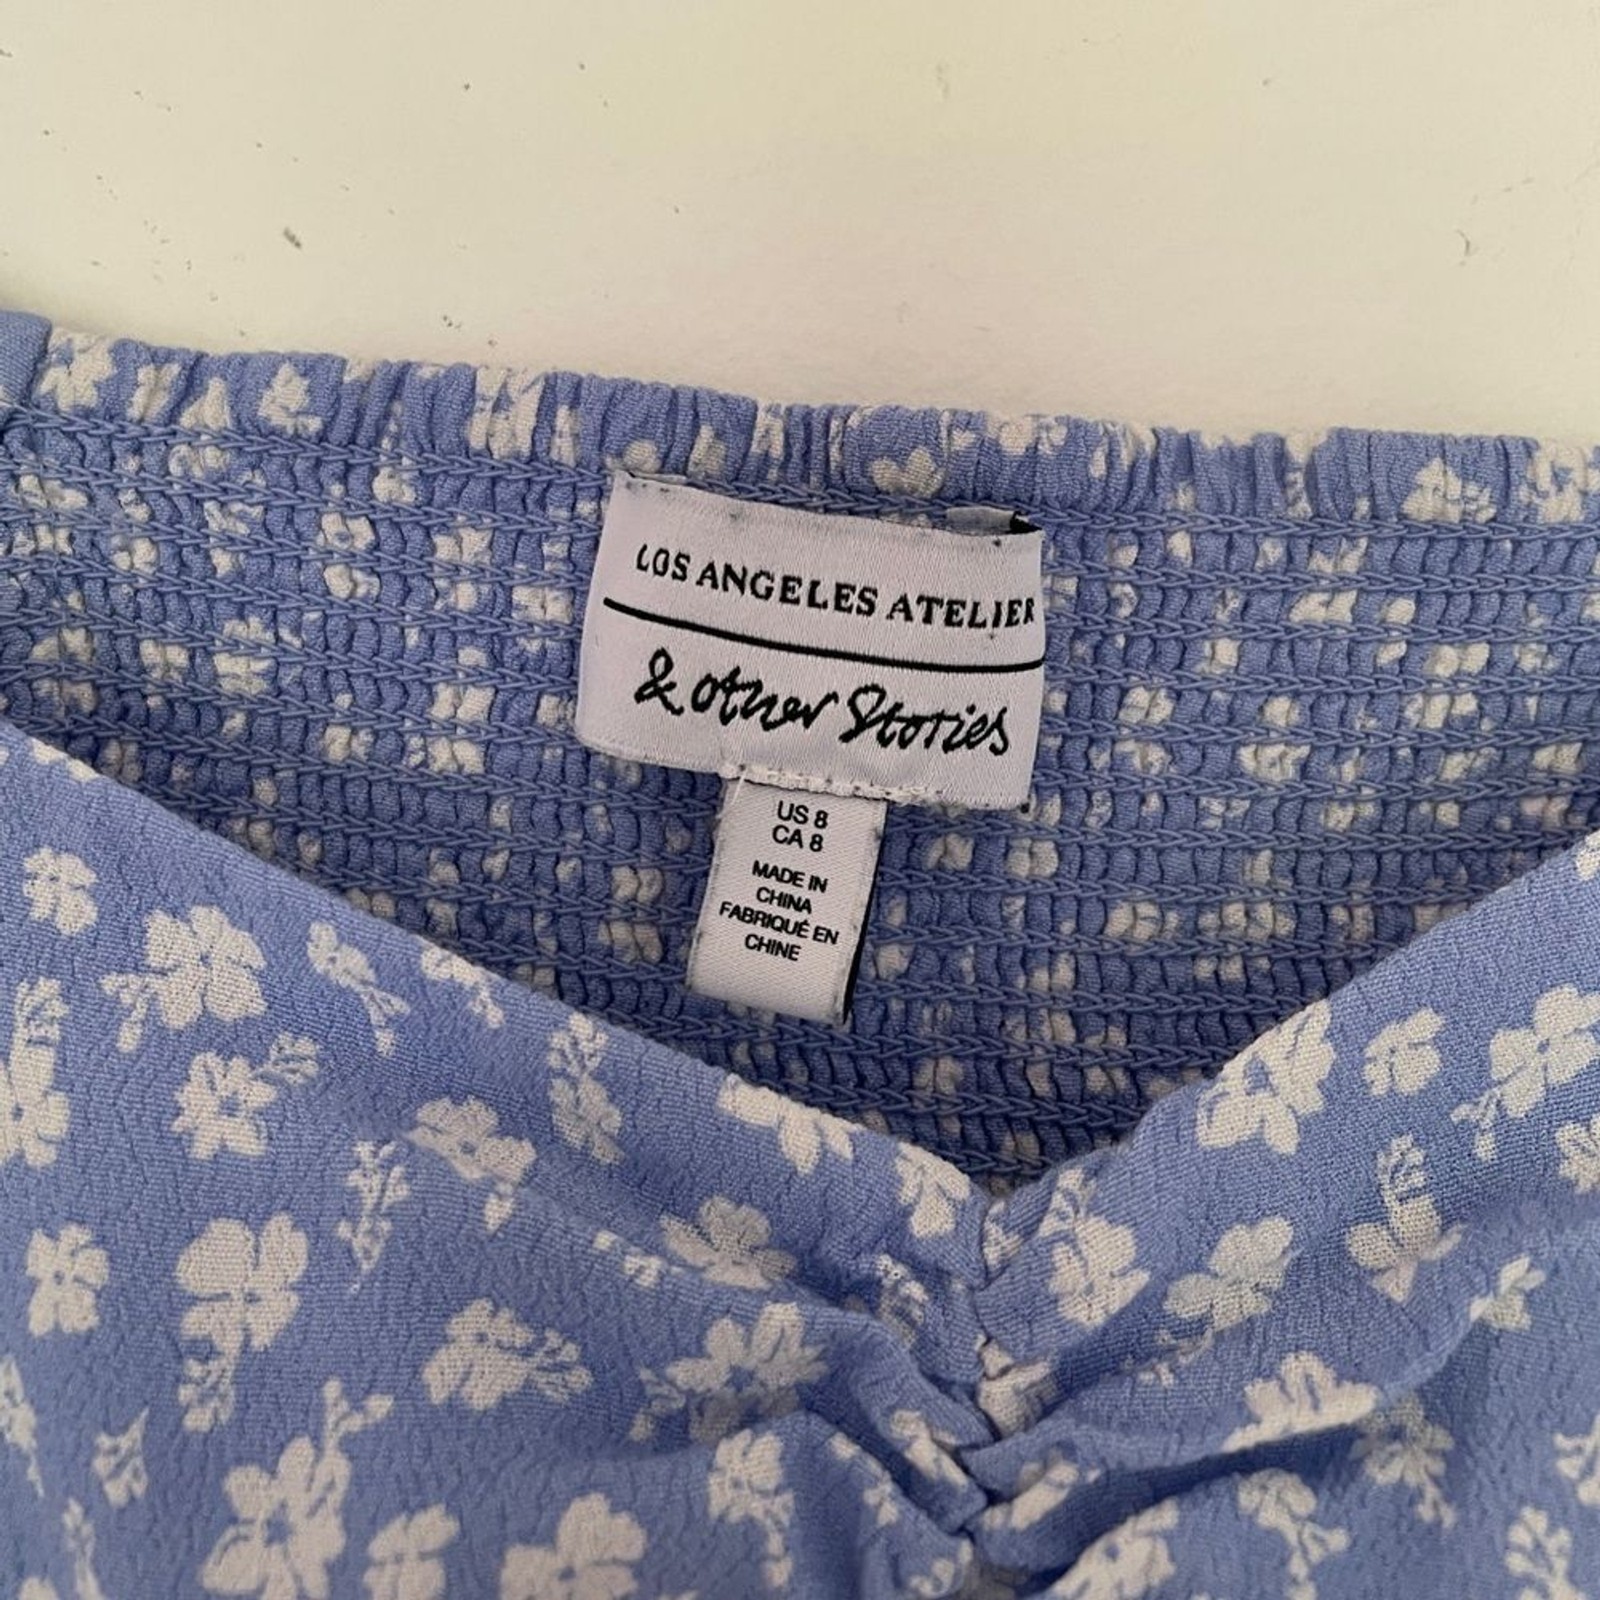 LOS ANGELES ATELIER
& other Stories
US 8
CA 8
MADE IN
CHINA
FABRIQUÉ EN
CHINE